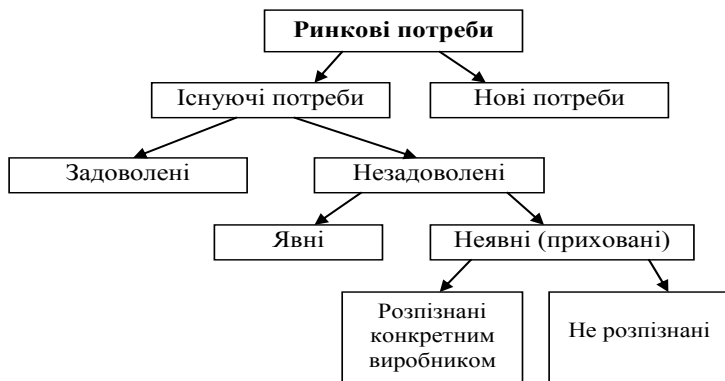 Ринкові потреби
Існуючі потреби
Нові потреби
Задоволені
Незадоволені
Явні
Неявні (приховані)
Розпізнані
конкретним
виробником
Не розпізнані